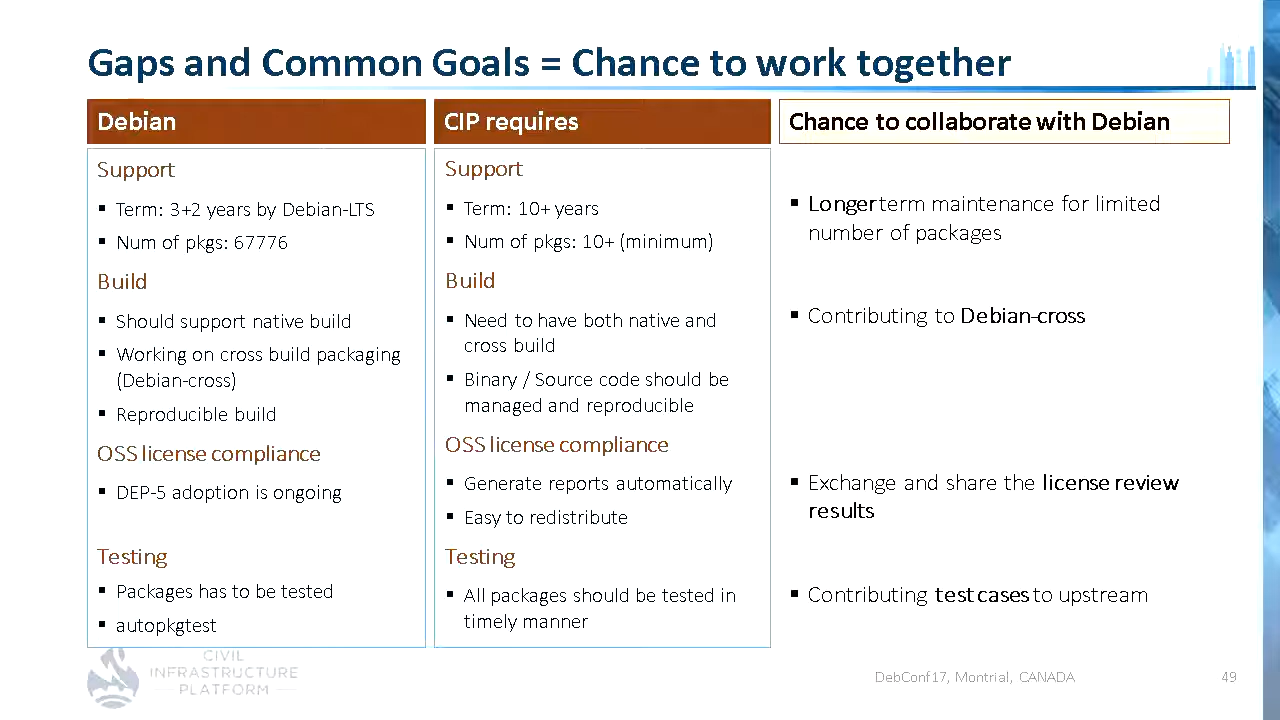 Gaps and Common Goals = Chance to work together
Debian
Support
▪ Term: 3+2 years by Debian-LTS
▪ Num of pkgs: 67776
Build
▪ Should support native build
▪ Working on cross build packaging
(Debian-cross)
▪ Reproducible build
OSS license compliance
▪ DEP-5 adoption is ongoing
Testing
▪ Packages has to be tested
▪ autopkgtest
CIP requires
Support
▪ Term: 10+ years
▪ Num of pkgs: 10+ (minimum)
Build
▪ Need to have both native and
cross build
▪ Binary / Source code should be
managed and reproducible
OSS license compliance
▪ Generate reports automatically
▪ Easy to redistribute
Testing
▪ All packages should be tested in
timely manner
Chance to collaborate with Debian
▪ Longer term maintenance for limited
number of packages
▪ Contributing to Debian-cross
▪ Exchange and share the license review
results
▪ Contributing test cases to upstream
CIVIL
INFRASTRUCTURE
PLATFORM
DebConf17, Montrial, CANADA
49